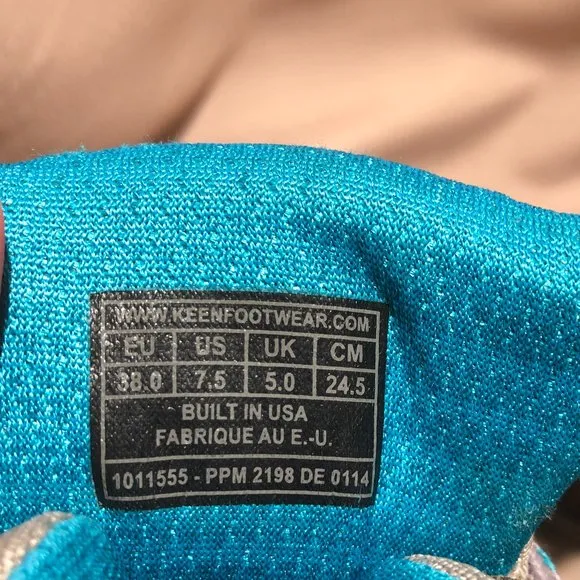 WWW.KEENFOOTWEAR.COM
EU US UK CM
38.0 7.5 5.0 24.5
BUILT IN USA
FABRIQUE AU E.-U.
1011555 - PPM 2198 DE 0114